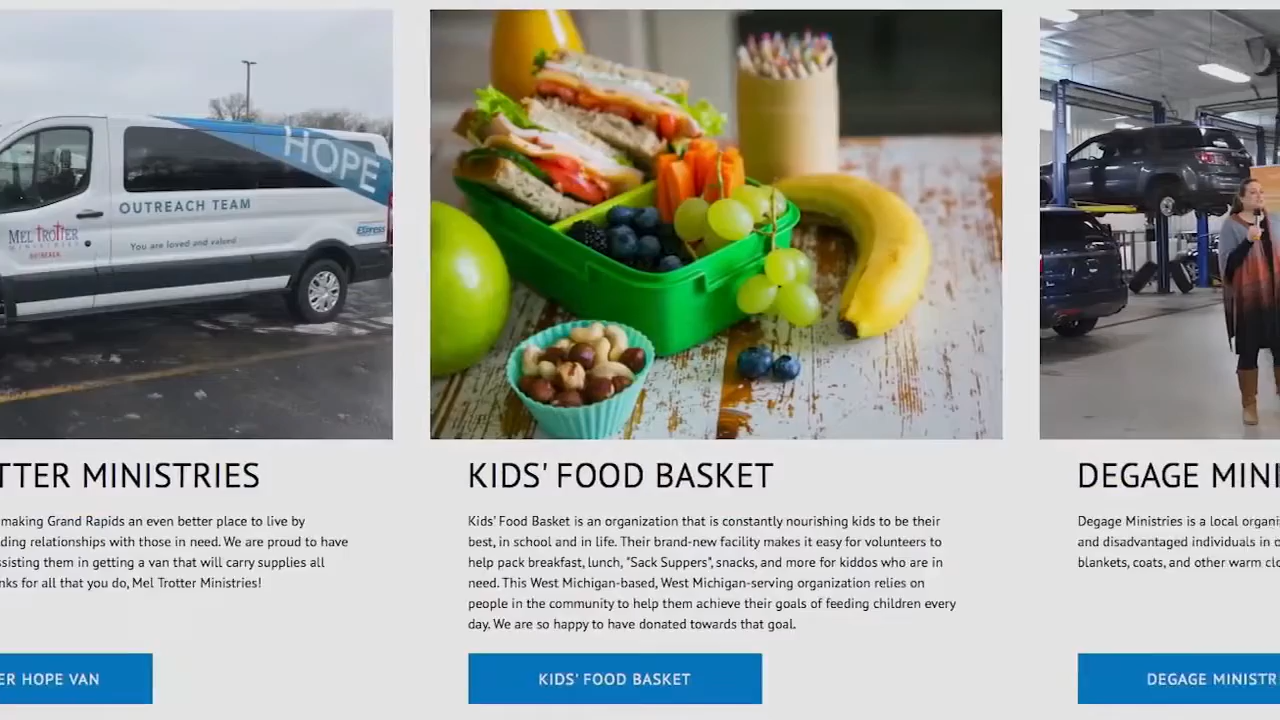 HOPE
OUTREACH TEAM
MEL TROTTER
MINISTRIES
OUTREACH
You are loved and valued
Express
TTER MINISTRIES
making Grand Rapids an even better place to live by
ding relationships with those in need. We are proud to have
ssisting them in getting a van that will carry supplies all
nks for all that you do, Mel Trotter Ministries!
ER HOPE VAN
KIDS' FOOD BASKET
Kids' Food Basket is an organization that is constantly nourishing kids to be their
best, in school and in life. Their brand-new facility makes it easy for volunteers to
help pack breakfast, lunch, "Sack Suppers", snacks, and more for kiddos who are in
need. This West Michigan-based, West Michigan-serving organization relies on
people in the community to help them achieve their goals of feeding children every
day. We are so happy to have donated towards that goal.
KIDS' FOOD BASKET
DEGAGE MINI
Degage Ministries is a local organi
and disadvantaged individuals in
blankets, coats, and other warm clo
DEGAGE MINISTR